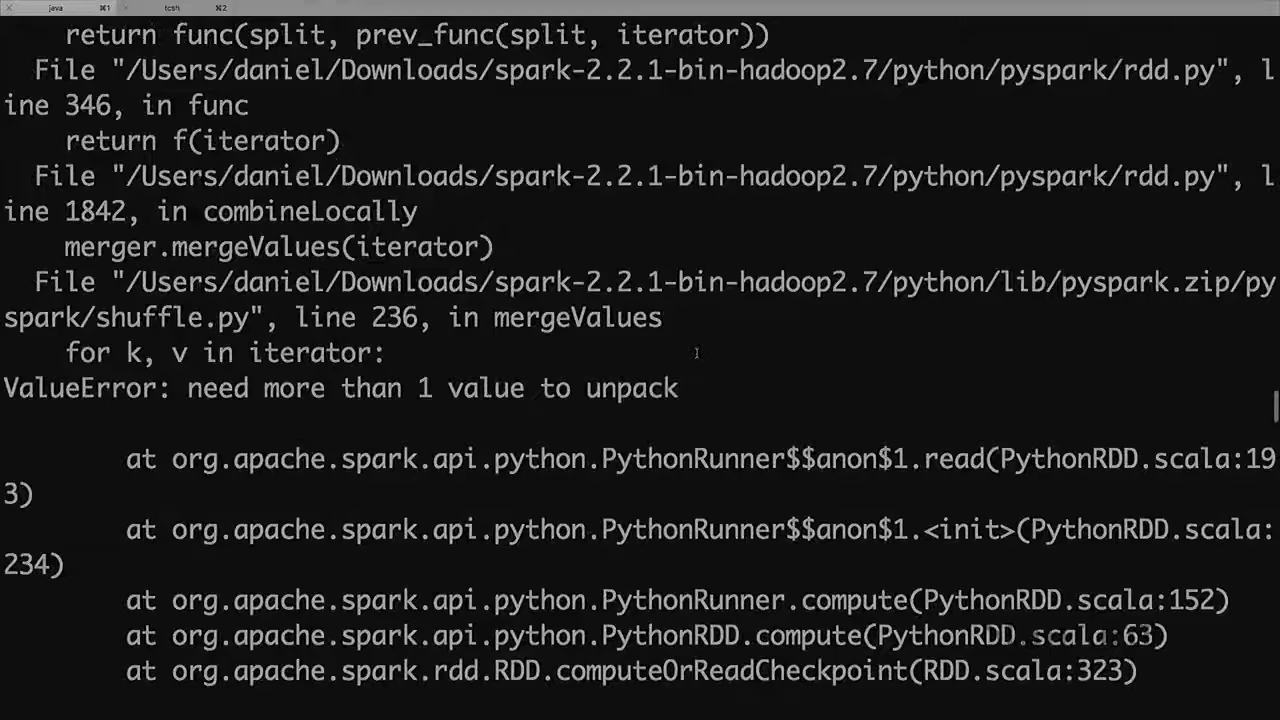 java ⌘1 tcsh ⌘2
return func(split, prev_func(split, iterator))
File "/Users/daniel/Downloads/spark-2.2.1-bin-hadoop2.7/python/pyspark/rdd.py", l
ine 346, in func
return f(iterator)
File "/Users/daniel/Downloads/spark-2.2.1-bin-hadoop2.7/python/pyspark/rdd.py", l
ine 1842, in combineLocally
merger.mergeValues(iterator)
File "/Users/daniel/Downloads/spark-2.2.1-bin-hadoop2.7/python/lib/pyspark.zip/py
spark/shuffle.py", line 236, in mergeValues
for k, v in iterator:
ValueError: need more than 1 value to unpack
at org.apache.spark.api.python.PythonRunner$$anon$1.read(PythonRDD.scala:19
3)
at org.apache.spark.api.python.PythonRunner$$anon$1.<init>(PythonRDD.scala:
234)
at org.apache.spark.api.python.PythonRunner.compute(PythonRDD.scala:152)
at org.apache.spark.api.python.PythonRDD.compute(PythonRDD.scala:63)
at org.apache.spark.rdd.RDD.computeOrReadCheckpoint(RDD.scala:323)